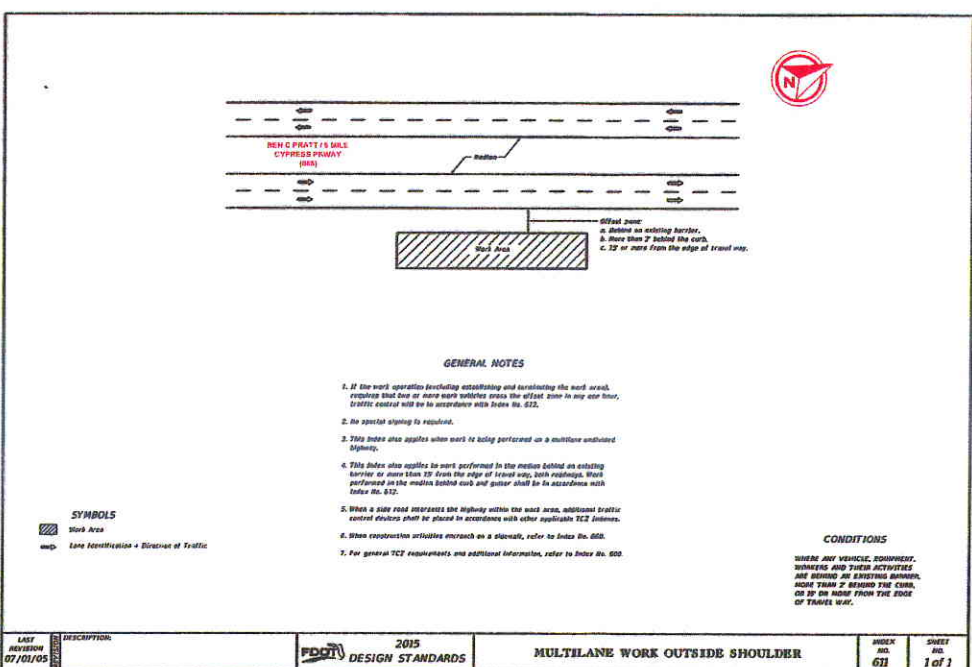 N
BEN C PRATT / 6 MILE
CYPRESS PKWAY
Median
Offset zone:
a. Behind an existing barrier.
b. More than 2' behind the curb.
c. 15' or more from the edge of travel way.
Work Area
GENERAL NOTES
1. If the work operation (excluding establishing and terminating the work area),
requires that two or more work vehicles cross the offset zone in any one hour,
traffic control will be in accordance with Index No. 612.
2. No special signing is required.
3. This Index also applies when work is being performed on a multilane undivided
highway.
4. This Index also applies to work performed in the median behind an existing
barrier or more than 15' from the edge of travel way, both roadways. Work
performed in the median behind curb and gutter shall be in accordance with
Index No. 612.
5. When a side road intersects the highway within the work area, additional traffic
control devices shall be placed in accordance with other applicable TCZ Indexes.
6. When construction activities encroach on a sidewalk, refer to Index No. 660.
7. For general TCZ requirements and additional information, refer to Index No. 600.
SYMBOLS
Work Area
Lane Identification + Direction of Traffic
CONDITIONS
WHERE ANY VEHICLE, EQUIPMENT,
WORKERS AND THEIR ACTIVITIES
ARE BEHIND AN EXISTING BARRIER,
MORE THAN 2' BEHIND THE CURB,
OR 15' OR MORE FROM THE EDGE
OF TRAVEL WAY.
LAST
REVISION
07/01/05
DESCRIPTION:
FDOT
2015
DESIGN STANDARDS
MULTILANE WORK OUTSIDE SHOULDER
INDEX
NO.
611
SHEET
NO.
1 of 1